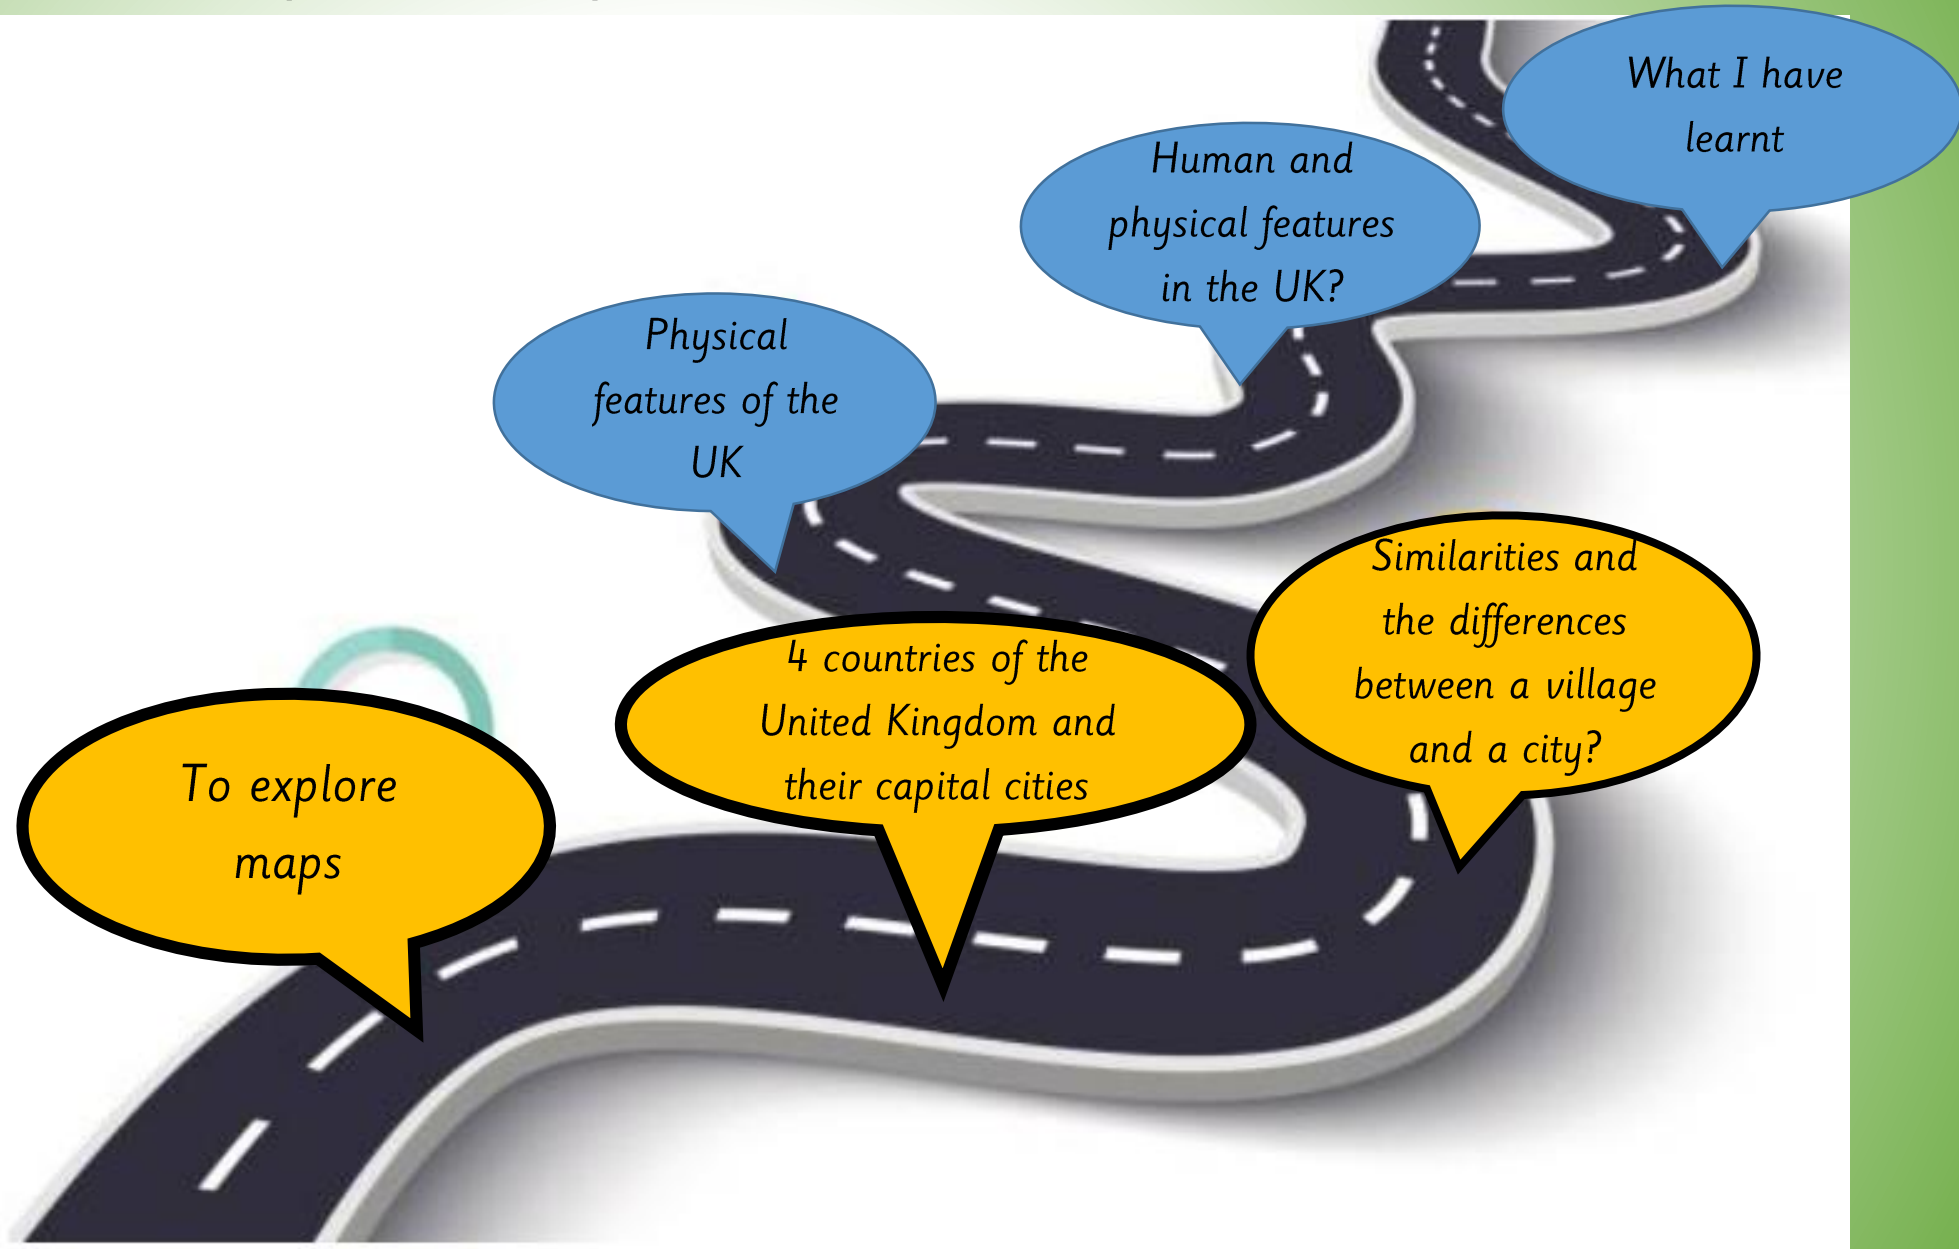 What I have
learnt
Human and
physical features
in the UK?
Physical
features of the
UK
Similarities and
the differences
between a village
and a city?
4 countries of the
United Kingdom and
their capital cities
To explore
maps